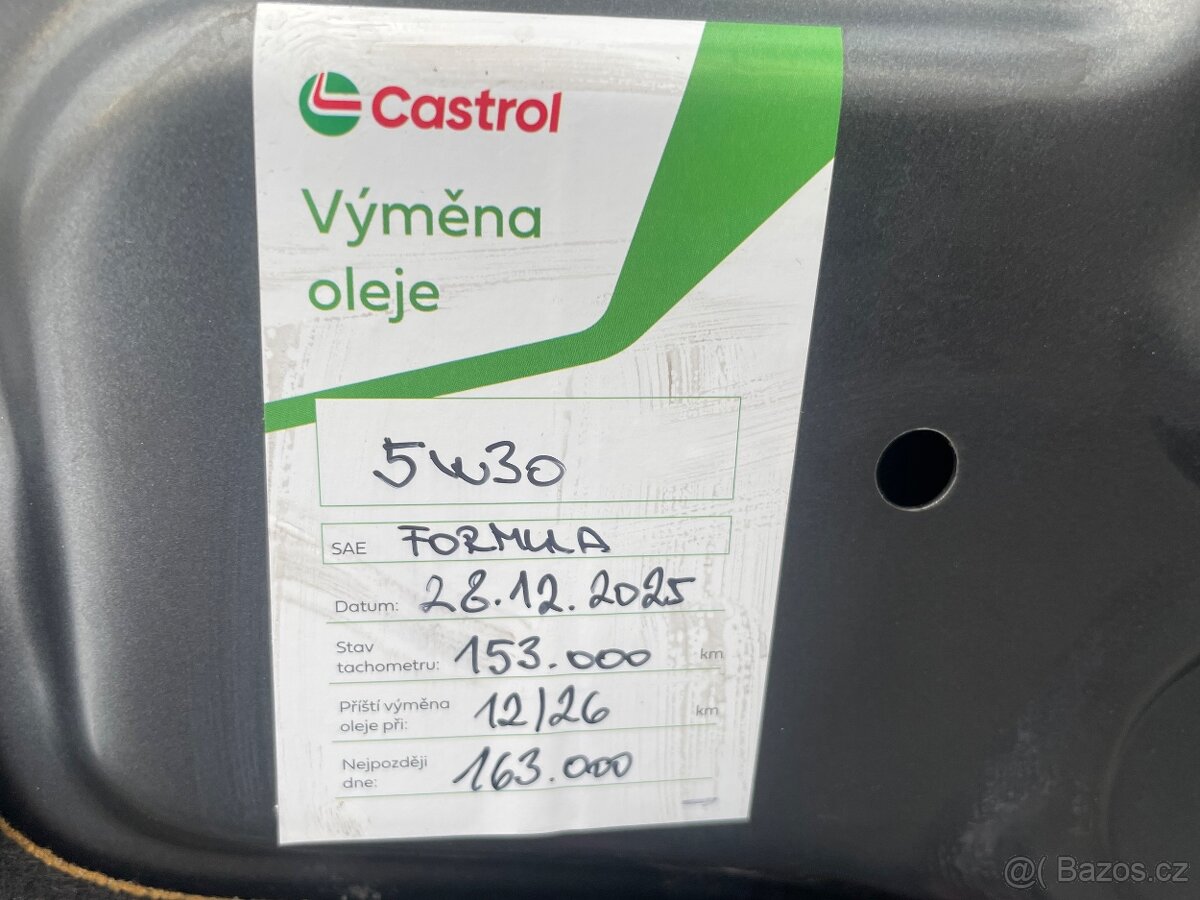 Castrol
Výměna
oleje
5W30
SAE FORMULA
Datum: 28.12.2025
Stav
tachometru: 153.000 km
Příští výměna
oleje při: 12/26 km
Nejpozději
dne: 163.000
@( Bazos.cz